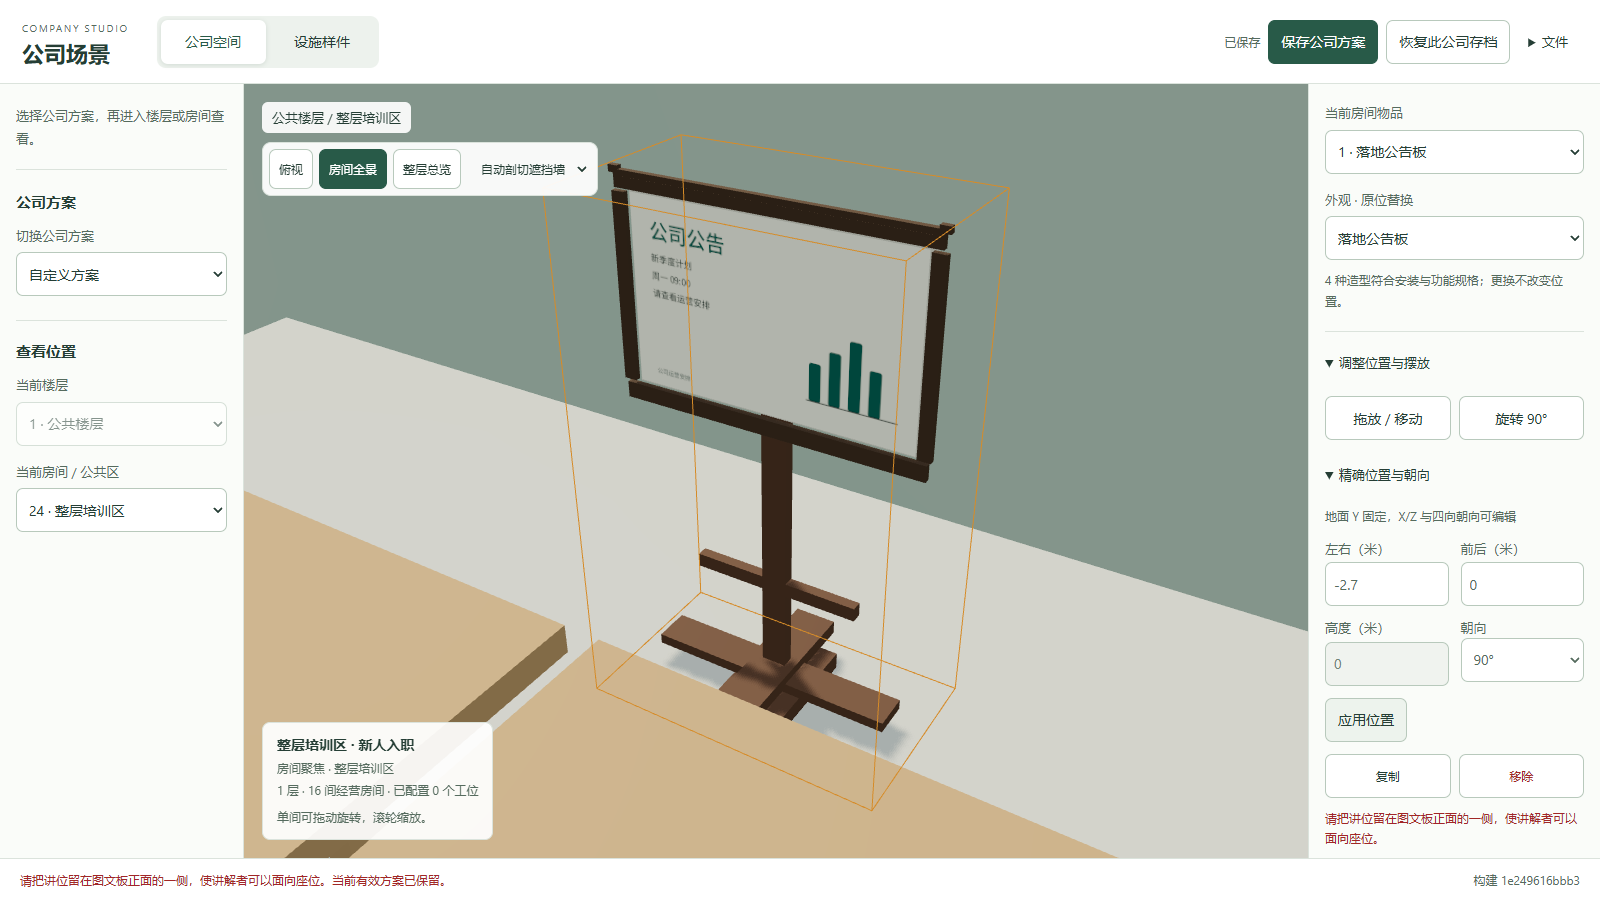 COMPANY STUDIO
公司场景
公司空间
设施样件
已保存
保存公司方案
恢复此公司存档
文件
选择公司方案，再进入楼层或房间查看。
公司方案
切换公司方案
自定义方案
查看位置
当前楼层
1 · 公共楼层
当前房间 / 公共区
24 · 整层培训区
公共楼层 / 整层培训区
俯视
房间全景
整层总览
自动剖切遮挡墙
公司公告
新季度计划
周一 09:00
请查看运营安排
整层培训区 · 新人入职
房间聚焦 · 整层培训区
1 层 · 16 间经营房间 · 已配置 0 个工位
单间可拖动旋转，滚轮缩放。
当前房间物品
1 · 落地公告板
外观 · 原位替换
落地公告板
4 种造型符合安装与功能规格；更换不改变位置。
调整位置与摆放
拖放 / 移动
旋转 90°
精确位置与朝向
地面 Y 固定，X/Z 与四向朝向可编辑
左右（米）
前后（米）
-2.7
0
高度（米）
朝向
0
90°
应用位置
复制
移除
请把讲位留在图文板正面的一侧，使讲解者可以面向座位。
请把讲位留在图文板正面的一侧，使讲解者可以面向座位。当前有效方案已保留。
构建 1e249616bbb3